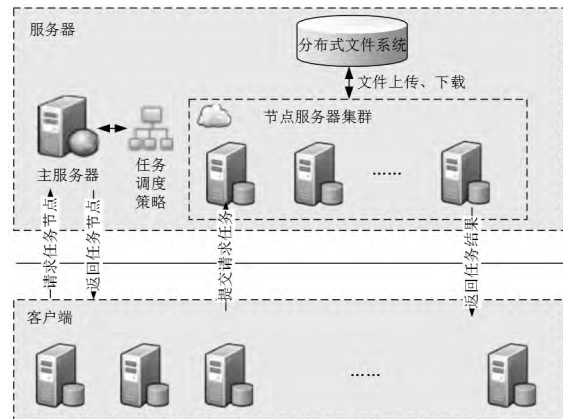 服务器
分布式文件系统
文件上传、下载
节点服务器集群
主服务器
任务
调度
策略
......
请求任务节点
返回任务节点
提交请求任务
返回任务结果
客户端
......